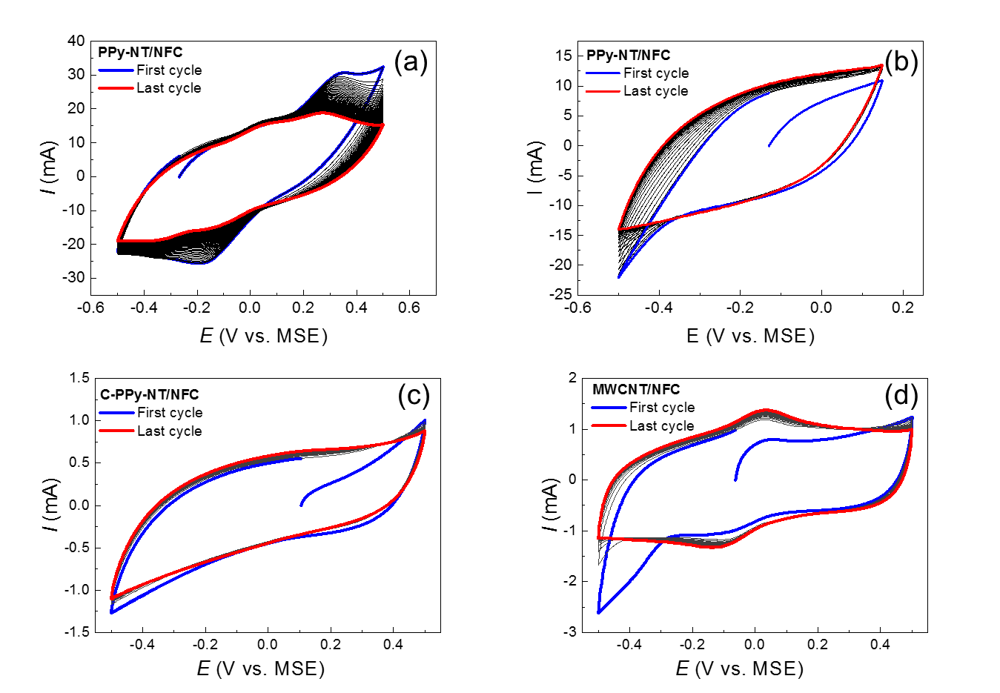 PPy-NT/NFC
First cycle
Last cycle
(a)
40
30
20
10
0
-10
-20
-30
I (mA)
-0.6
-0.4
-0.2
0.0
0.2
0.4
0.6
E (V vs. MSE)
PPy-NT/NFC
First cycle
Last cycle
(b)
15
10
5
0
-5
-10
-15
-20
-25
I (mA)
-0.6
-0.4
-0.2
0.0
0.2
E (V vs. MSE)
C-PPy-NT/NFC
First cycle
Last cycle
(c)
1.5
1.0
0.5
0.0
-0.5
-1.0
-1.5
I (mA)
-0.4
-0.2
0.0
0.2
0.4
E (V vs. MSE)
MWCNT/NFC
First cycle
Last cycle
(d)
2
1
0
-1
-2
-3
I (mA)
-0.4
-0.2
0.0
0.2
0.4
E (V vs. MSE)